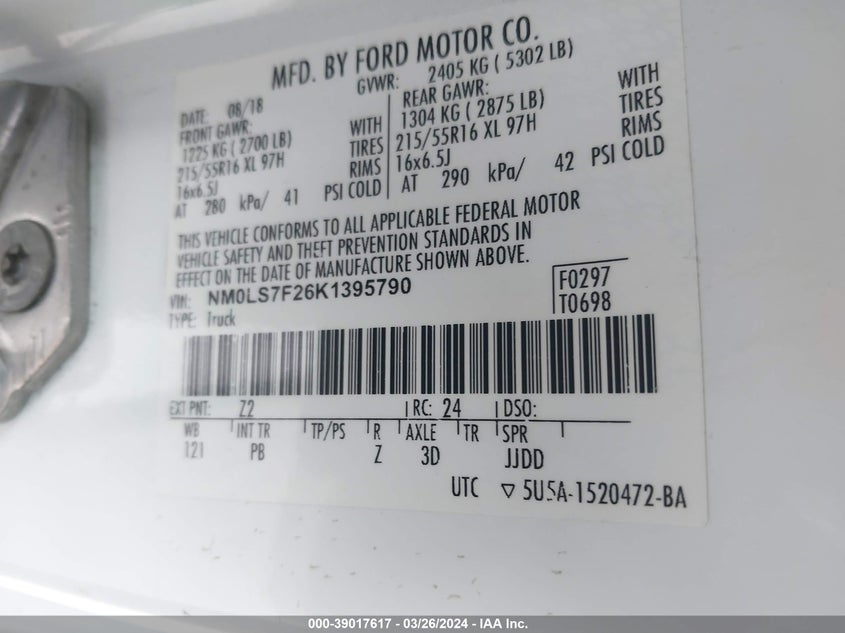 MFD. BY FORD MOTOR CO.
DATE: 08/18 GVWR: 2405 KG ( 5302 LB)
FRONT GAWR: REAR GAWR:
1225 KG ( 2700 LB) WITH 1304 KG ( 2875 LB) WITH
215/55R16 XL 97H TIRES 215/55R16 XL 97H TIRES
16x6.5J RIMS 16x6.5J RIMS
AT 280 kPa/ 41 PSI COLD AT 290 kPa/ 42 PSI COLD
THIS VEHICLE CONFORMS TO ALL APPLICABLE FEDERAL MOTOR
VEHICLE SAFETY AND THEFT PREVENTION STANDARDS IN
EFFECT ON THE DATE OF MANUFACTURE SHOWN ABOVE.
VIN: NM0LS7F26K1395790 F0297
TYPE: Truck T0698
EXT PNT: Z2 RC: 24 DSO:
WB INT TR TP/PS R AXLE TR SPR
121 PB Z 3D JJDD
UTC ▽ 5U5A-1520472-BA
000-39017617 - 03/26/2024 - IAA Inc.